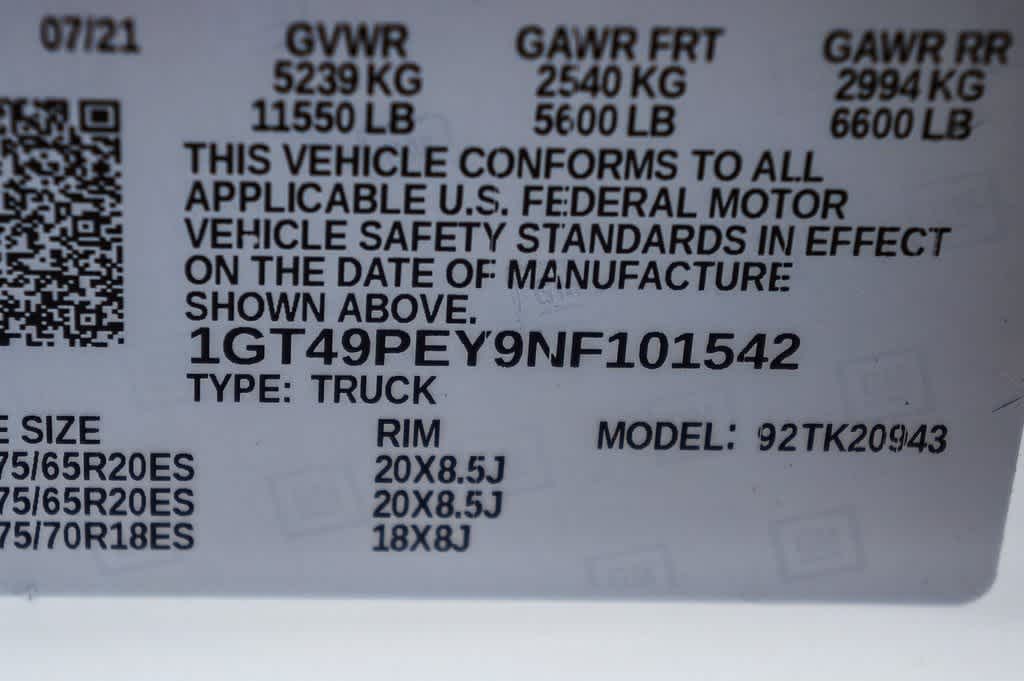 07/21 GVWR GAWR FRT GAWR RR
5239 KG 2540 KG 2994 KG
11550 LB 5600 LB 6600 LB
THIS VEHICLE CONFORMS TO ALL
APPLICABLE U.S. FEDERAL MOTOR
VEHICLE SAFETY STANDARDS IN EFFECT
ON THE DATE OF MANUFACTURE
SHOWN ABOVE.
1GT49PEY9NF101542
TYPE: TRUCK
E SIZE RIM MODEL: 92TK20943
75/65R20ES 20X8.5J
75/65R20ES 20X8.5J
75/70R18ES 18X8J